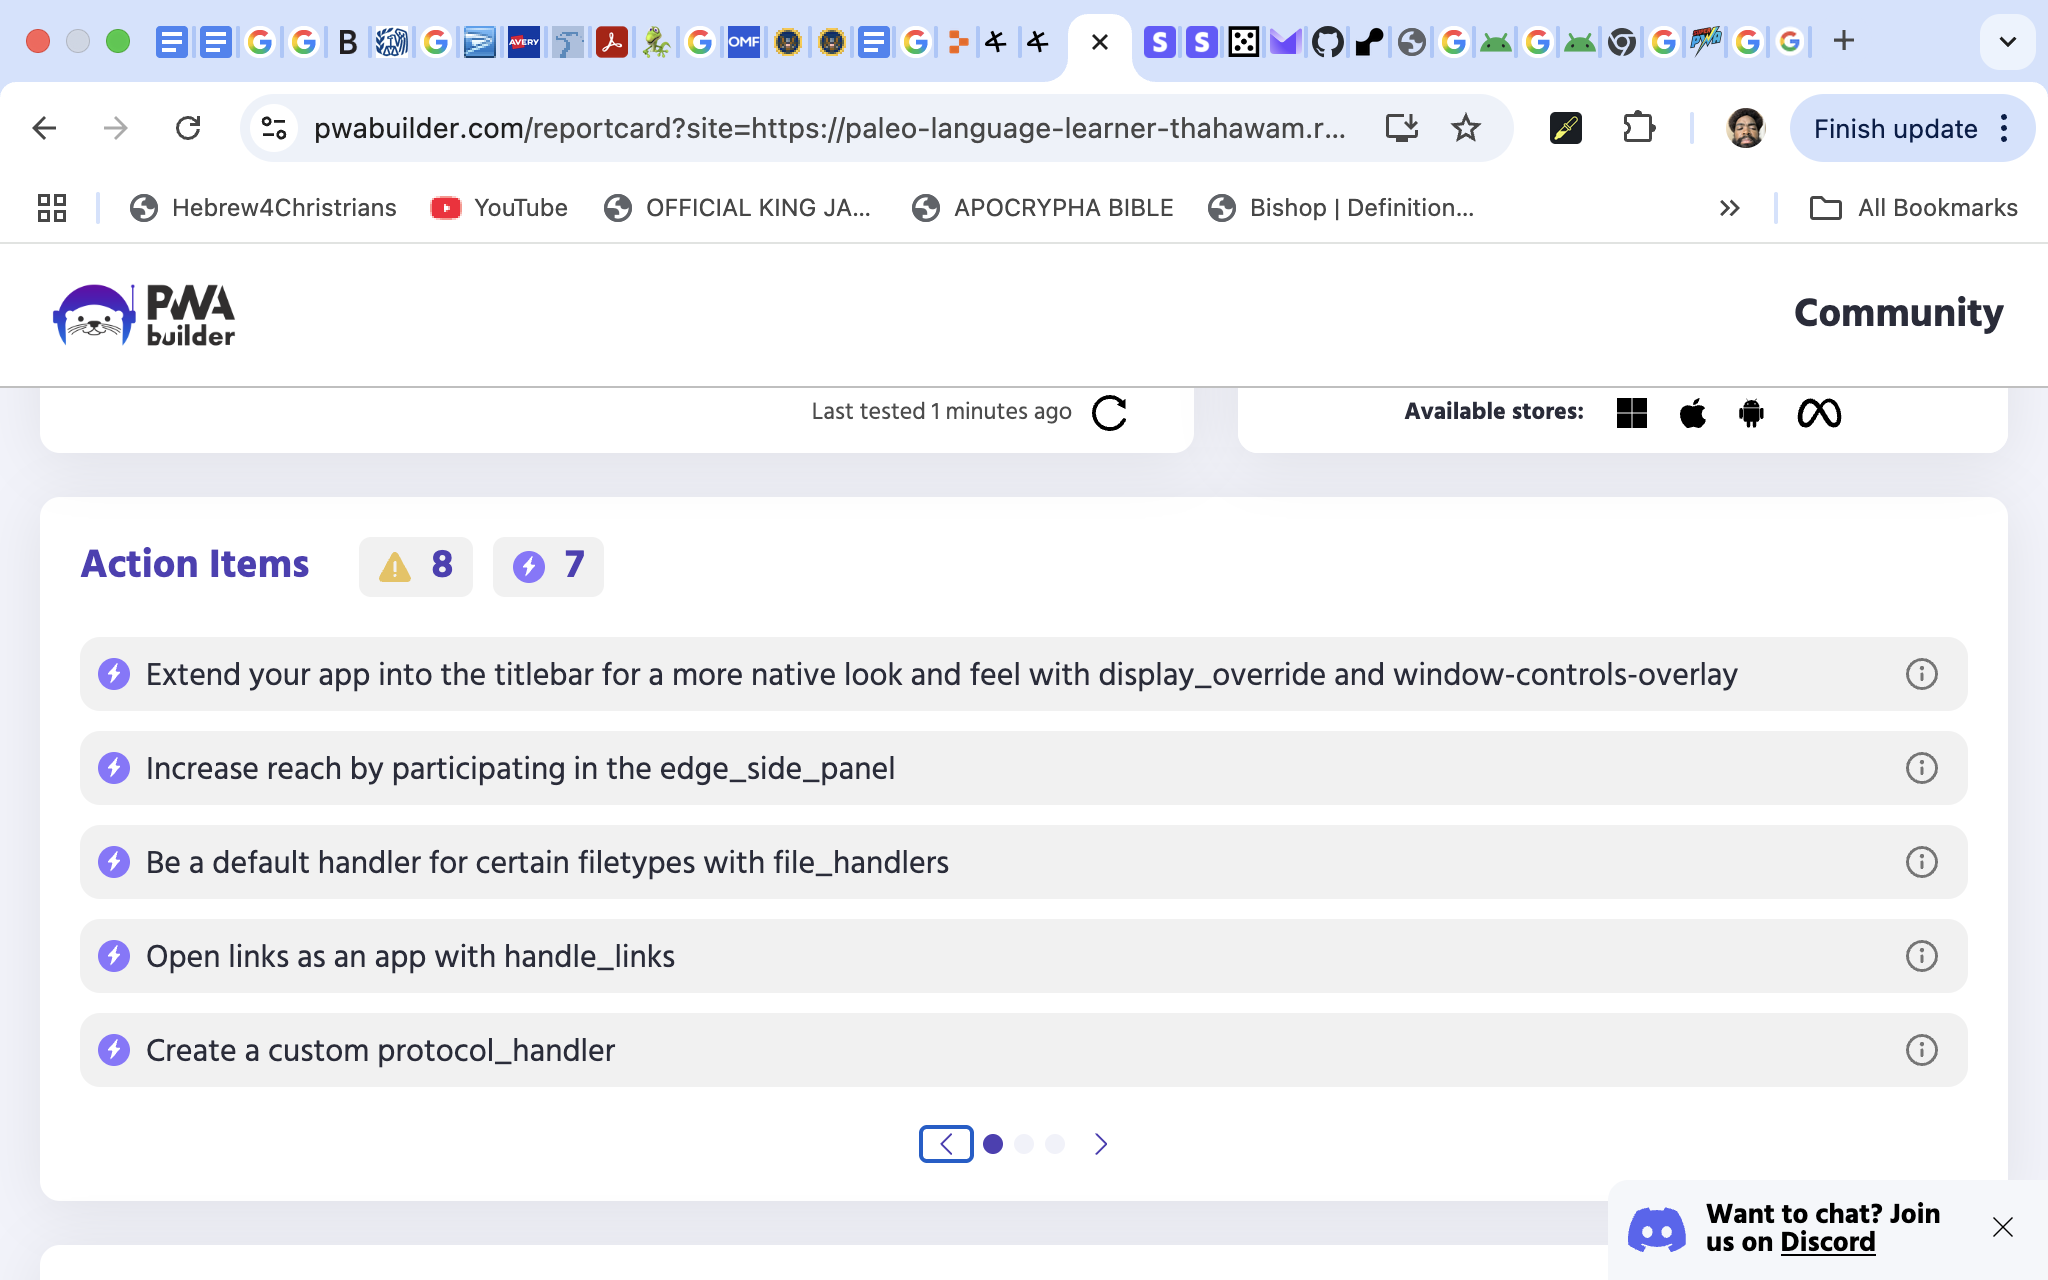 B
AVERY
OMF
S
S
PWA
pwabuilder.com/reportcard?site=https://paleo-language-learner-thahawam.r...
Finish update
Hebrew4Christrians
YouTube
OFFICIAL KING JA...
APOCRYPHA BIBLE
Bishop | Definition...
All Bookmarks
PWA
builder
Community
Last tested 1 minutes ago
Available stores:
Action Items
8
7
Extend your app into the titlebar for a more native look and feel with display_override and window-controls-overlay
Increase reach by participating in the edge_side_panel
Be a default handler for certain filetypes with file_handlers
Open links as an app with handle_links
Create a custom protocol_handler
Want to chat? Join
us on Discord